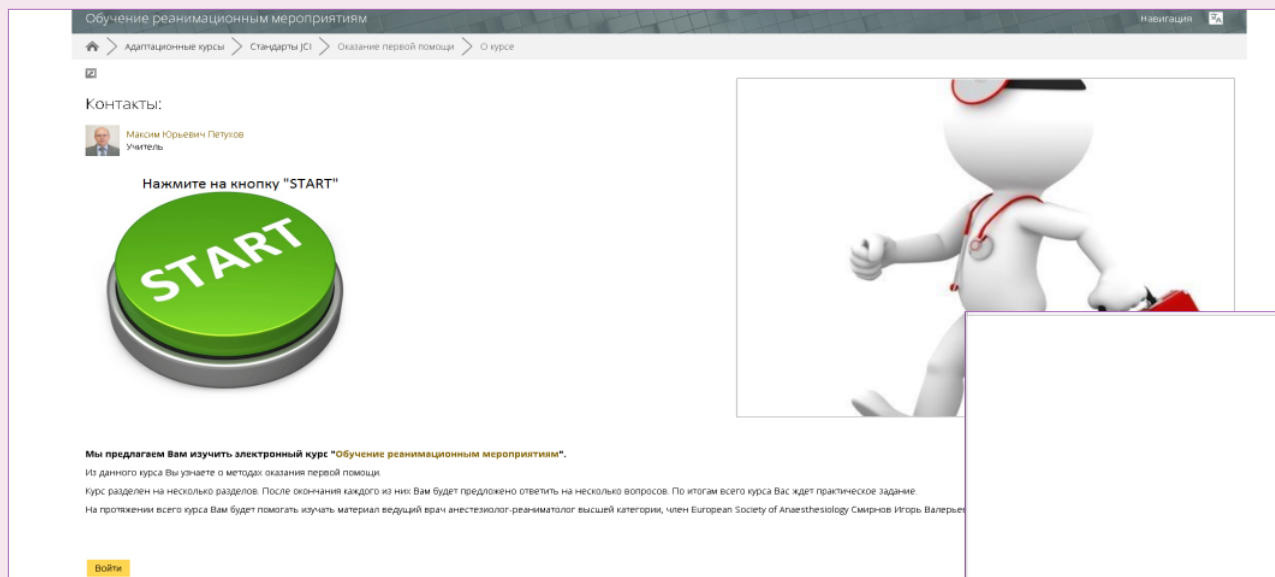 Обучение реанимационным мероприятиям
Навигация
Адаптационные курсы
Стандарты JCI
Оказание первой помощи
О курсе
Контакты:
Максим Юрьевич Петухов
Учитель
Нажмите на кнопку "START"
START
Мы предлагаем Вам изучить электронный курс "Обучение реанимационным мероприятиям".
Из данного курса Вы узнаете о методах оказания первой помощи.
Курс разделен на несколько разделов. После окончания каждого из них Вам будет предложено ответить на несколько вопросов. По итогам всего курса Вас ждет практическое задание.
На протяжении всего курса Вам будет помогать изучать материал ведущий врач анестезиолог-реаниматолог высшей категории, член European Society of Anaesthesiology Смирнов Игорь
Войти